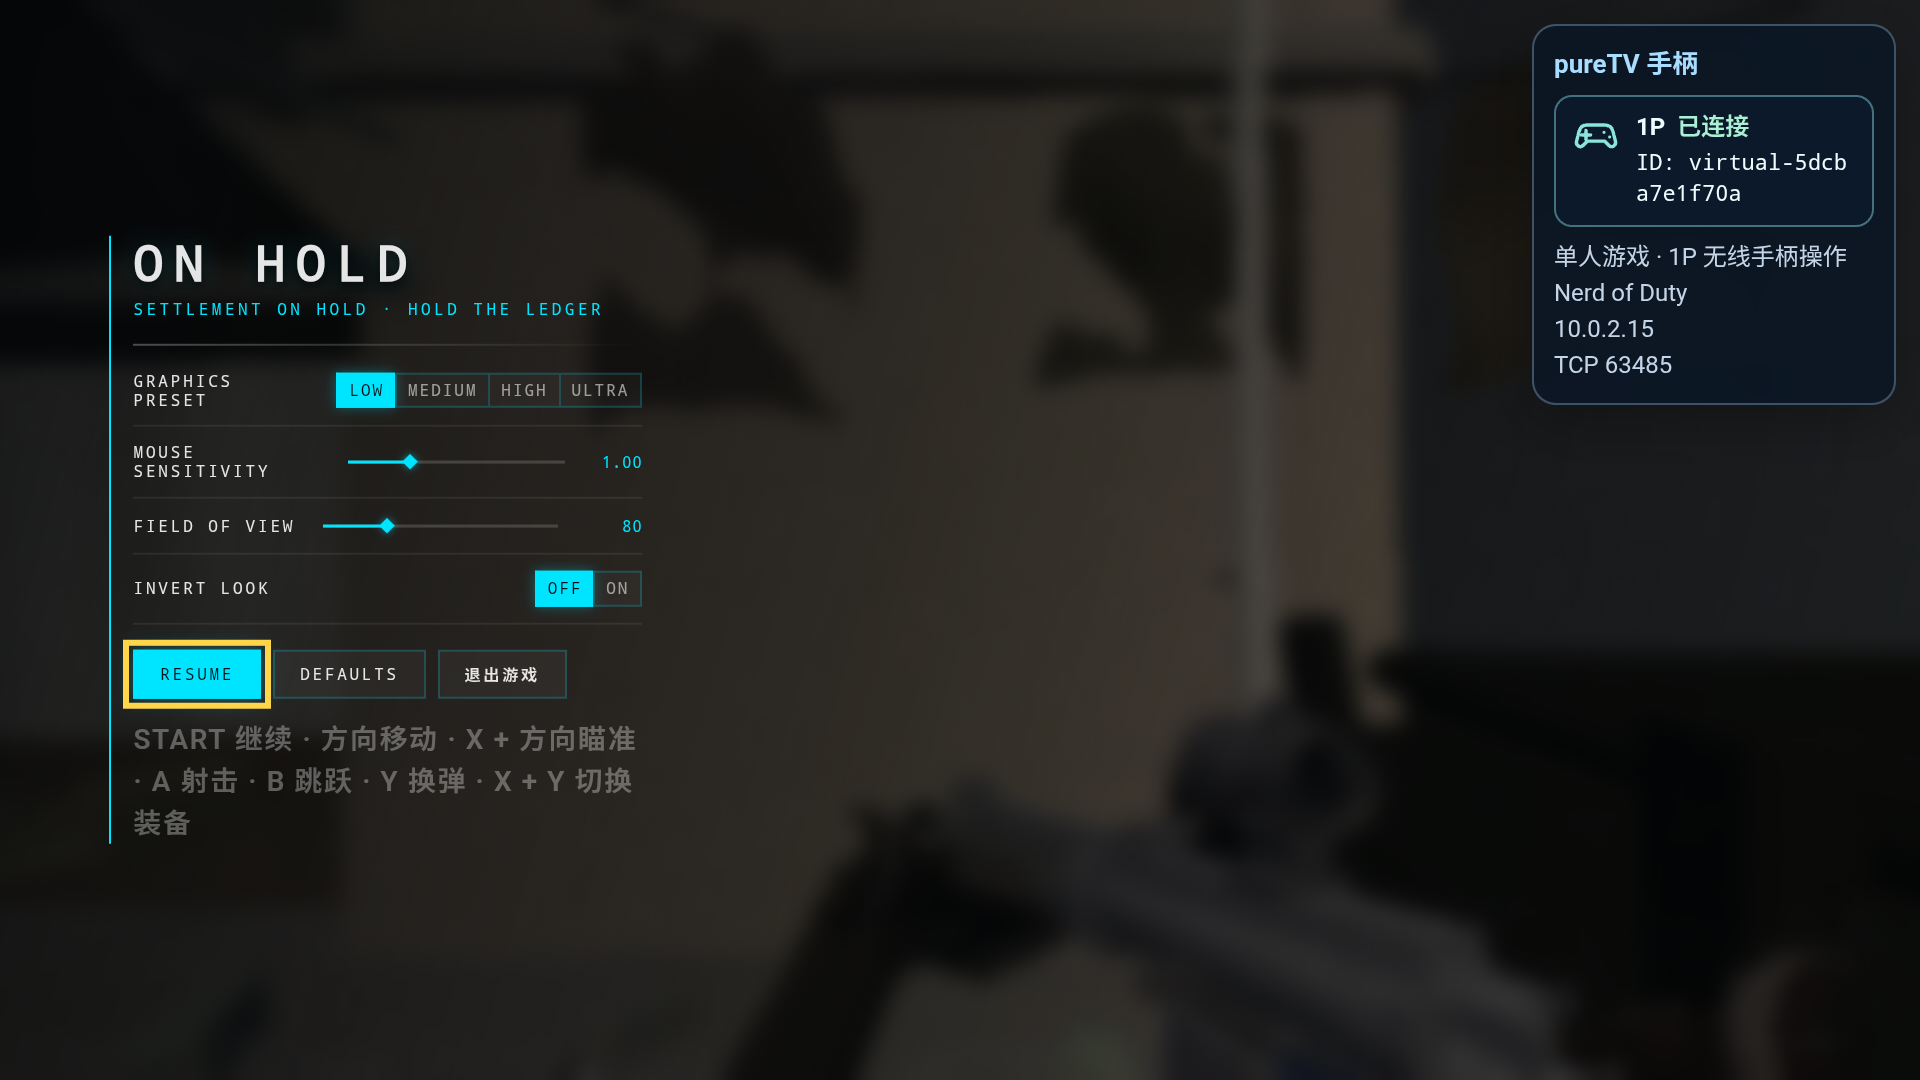 ON HOLD
SETTLEMENT ON HOLD · HOLD THE LEDGER
GRAPHICS
PRESET
LOW MEDIUM HIGH ULTRA
MOUSE
SENSITIVITY
1.00
FIELD OF VIEW 80
INVERT LOOK OFF ON
RESUME DEFAULTS 退出游戏
START 继续 · 方向移动 · X + 方向瞄准
· A 射击 · B 跳跃 · Y 换弹 · X + Y 切换
装备
pureTV 手柄
1P 已连接
ID: virtual-5dcb
a7e1f70a
单人游戏 · 1P 无线手柄操作
Nerd of Duty
10.0.2.15
TCP 63485